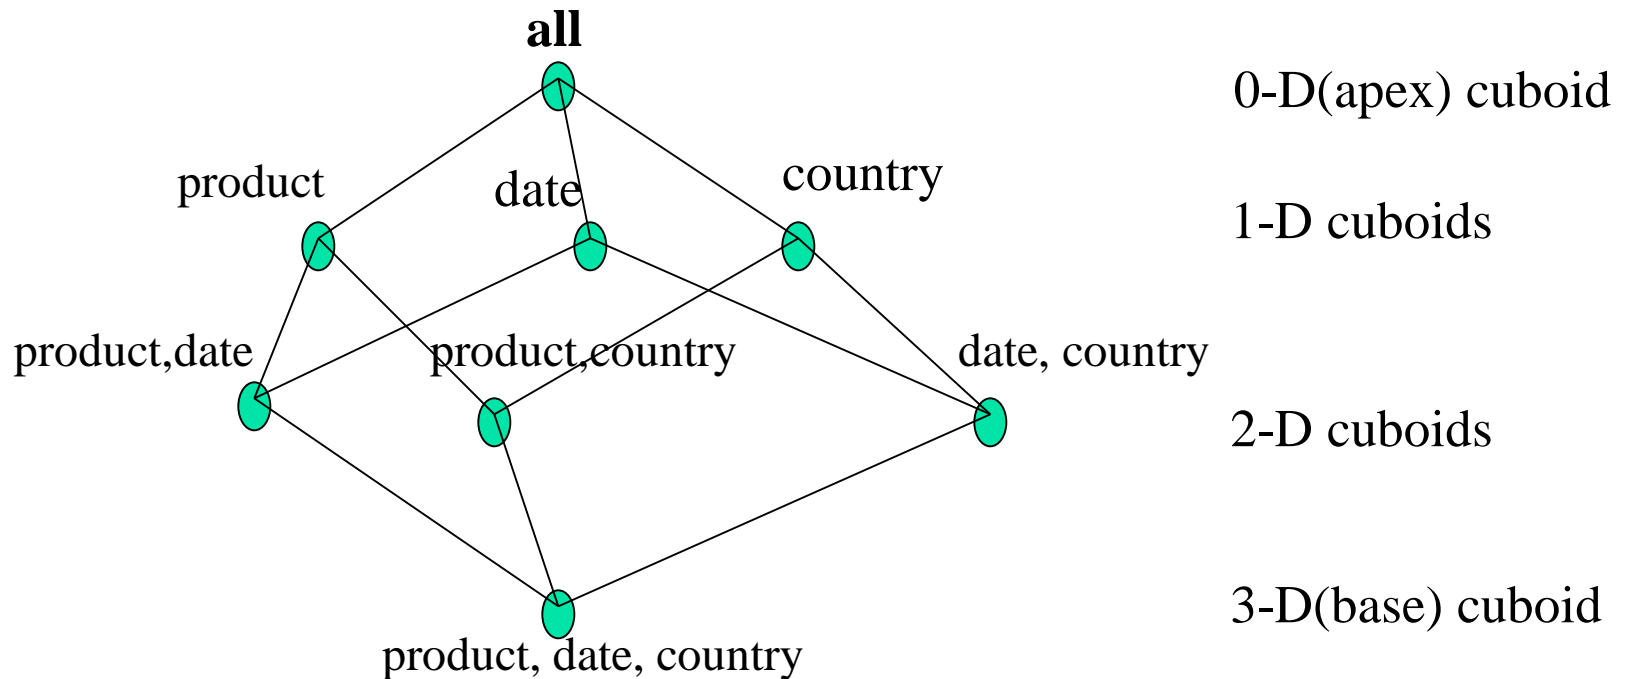 all
0-D(apex) cuboid
product
date
country
1-D cuboids
product,date
product,country
date, country
2-D cuboids
3-D(base) cuboid
product, date, country